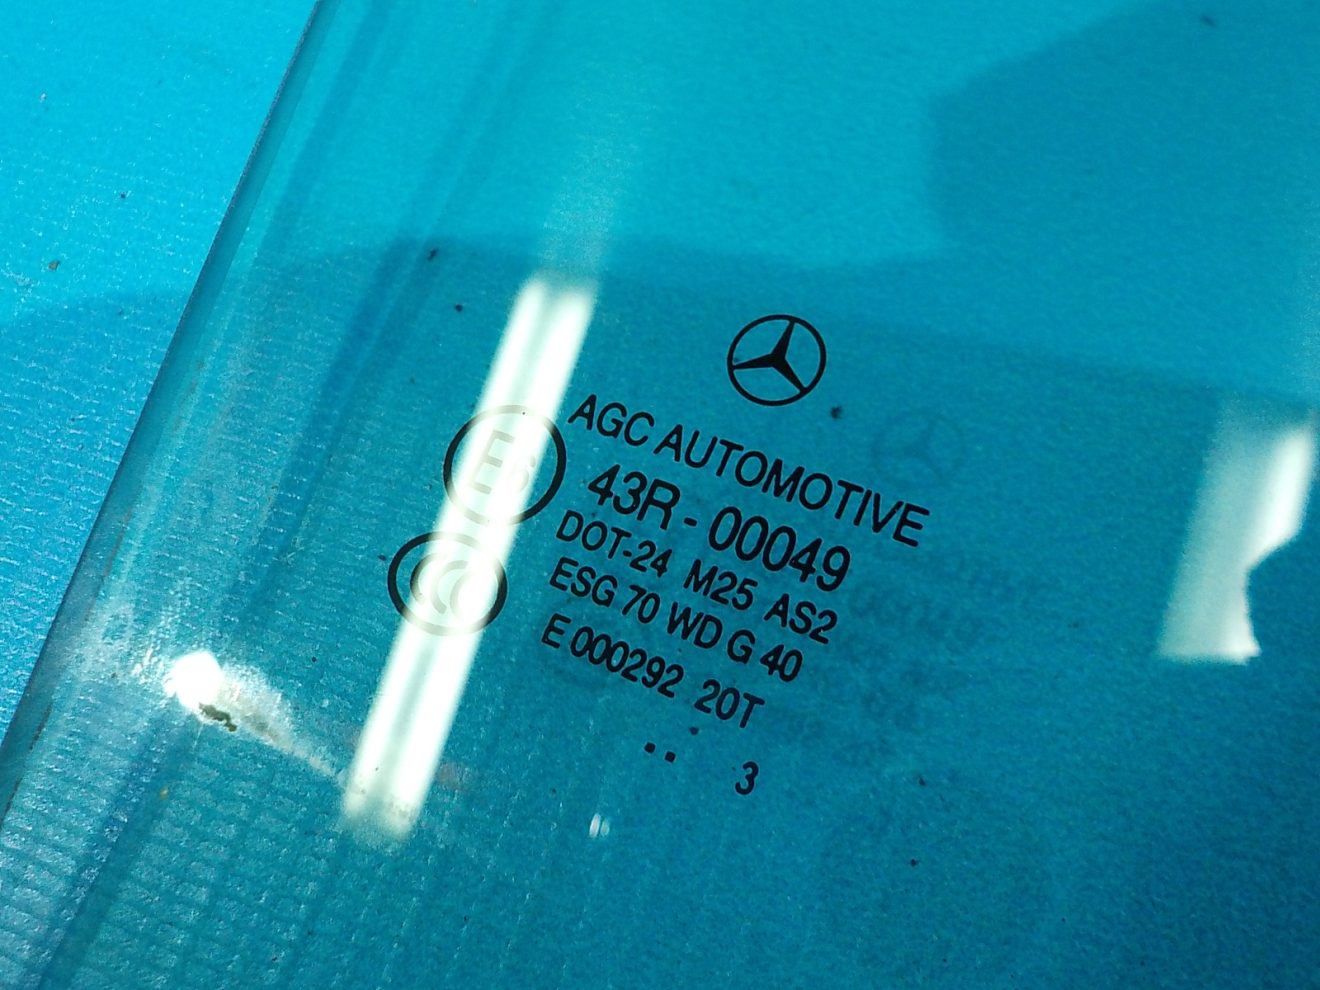 AGC AUTOMOTIVE
43R - 00049
DOT-24 M25 AS2
ESG 70 WD G 40
E 000292 20T
.. 3